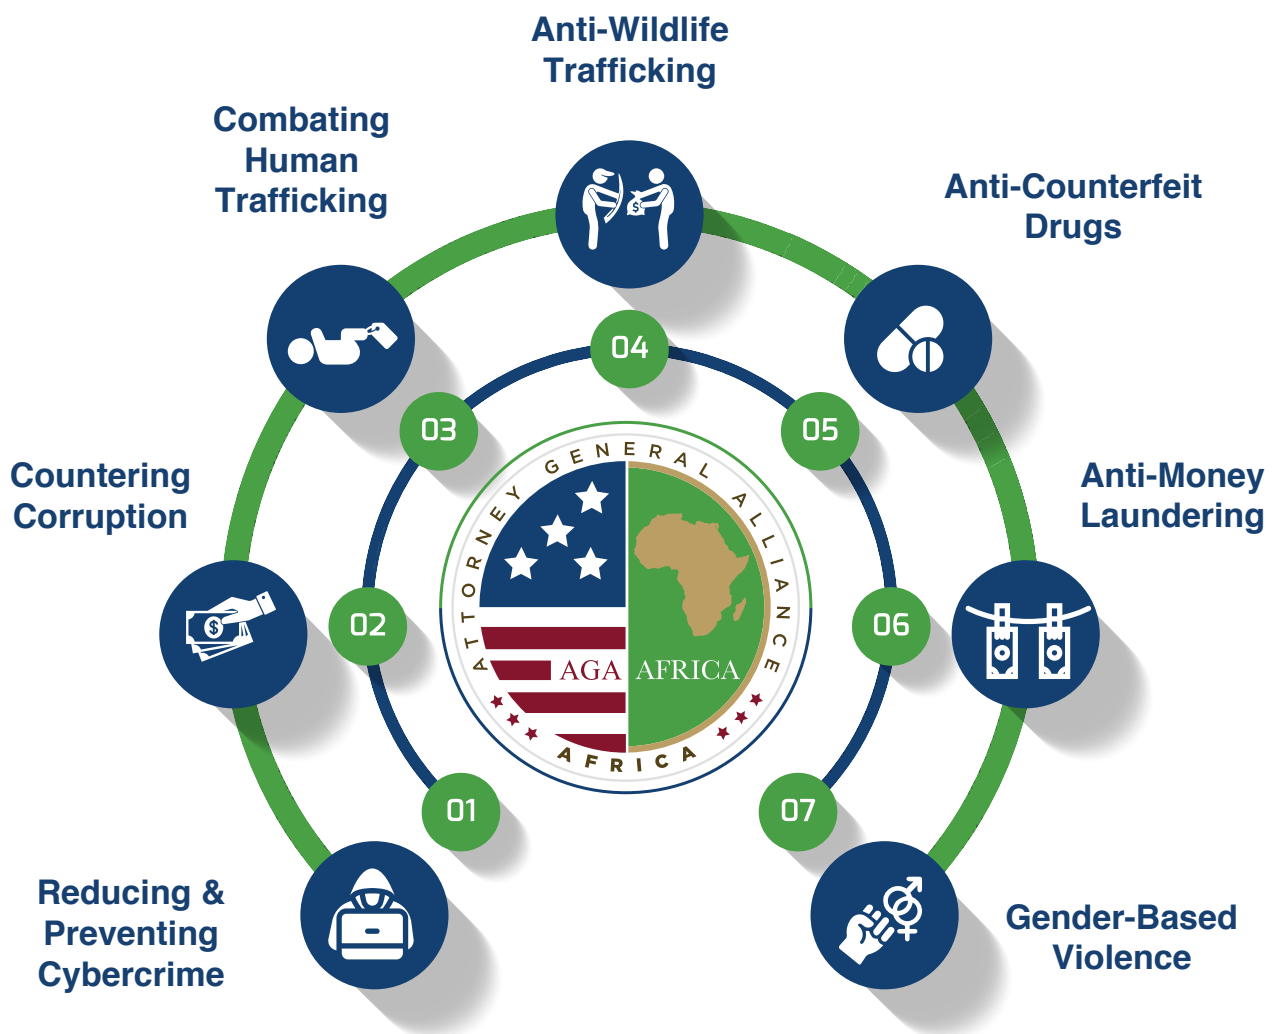 Anti-Wildlife
Trafficking
Combating
Human
Trafficking
Anti-Counterfeit
Drugs
$
04
03
05
ATTORNEY GENERAL ALLIANCE
Countering
Corruption
Anti-Money
Laundering
$
02
06
AGA
AFRICA
AFRICA
01
07
Reducing &
Preventing
Cybercrime
Gender-Based
Violence